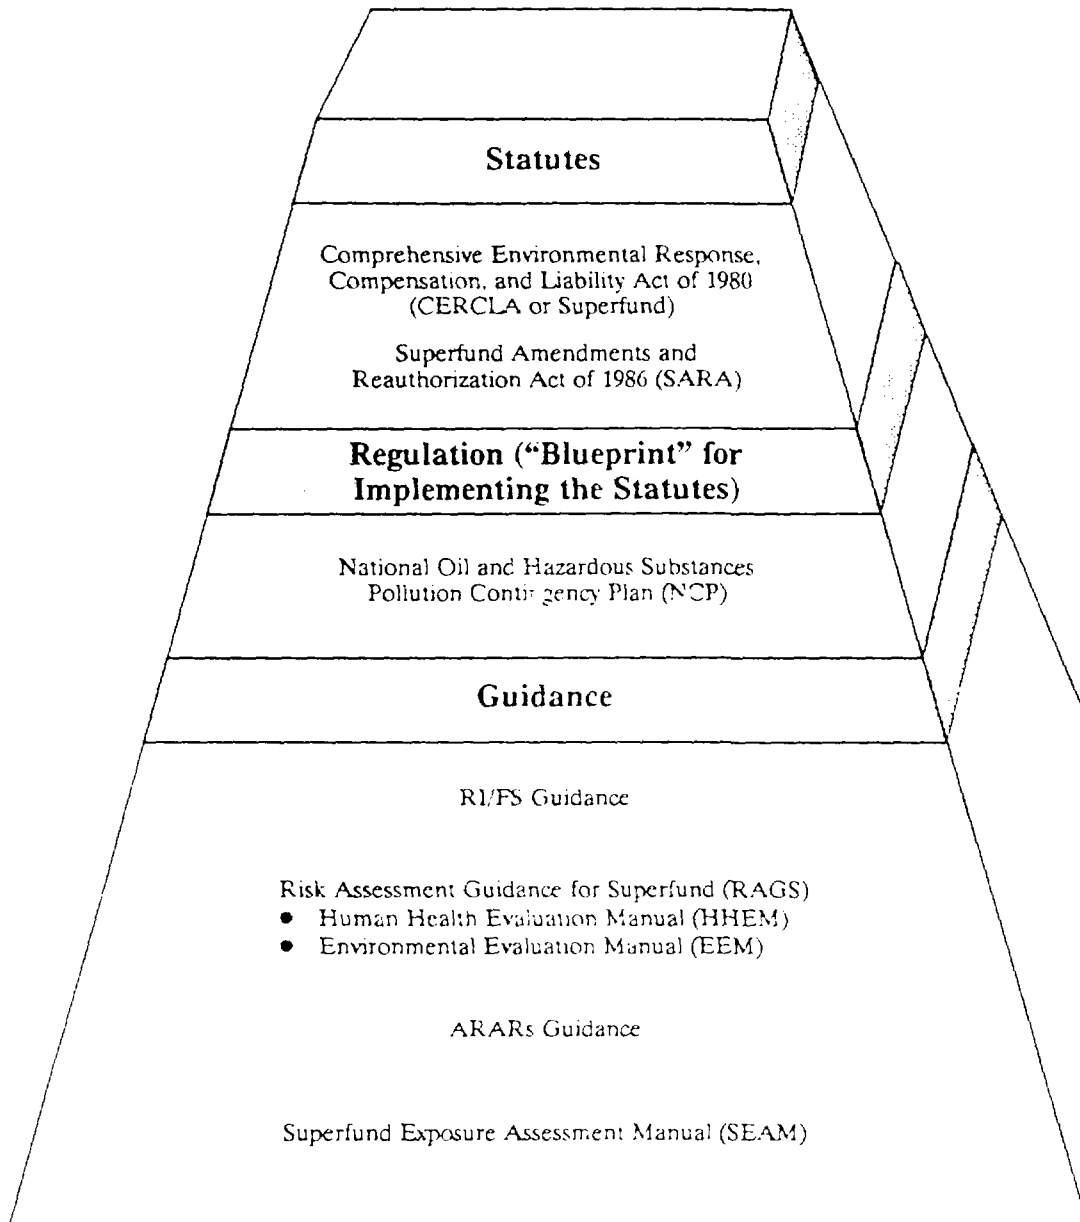 Statutes
Comprehensive Environmental Response,
Compensation, and Liability Act of 1980
(CERCLA or Superfund)
Superfund Amendments and
Reauthorization Act of 1986 (SARA)
Regulation (“Blueprint” for
Implementing the Statutes)
National Oil and Hazardous Substances
Pollution Contingency Plan (NCP)
Guidance
RI/FS Guidance
Risk Assessment Guidance for Superfund (RAGS)
● Human Health Evaluation Manual (HHEM)
● Environmental Evaluation Manual (EEM)
ARARs Guidance
Superfund Exposure Assessment Manual (SEAM)